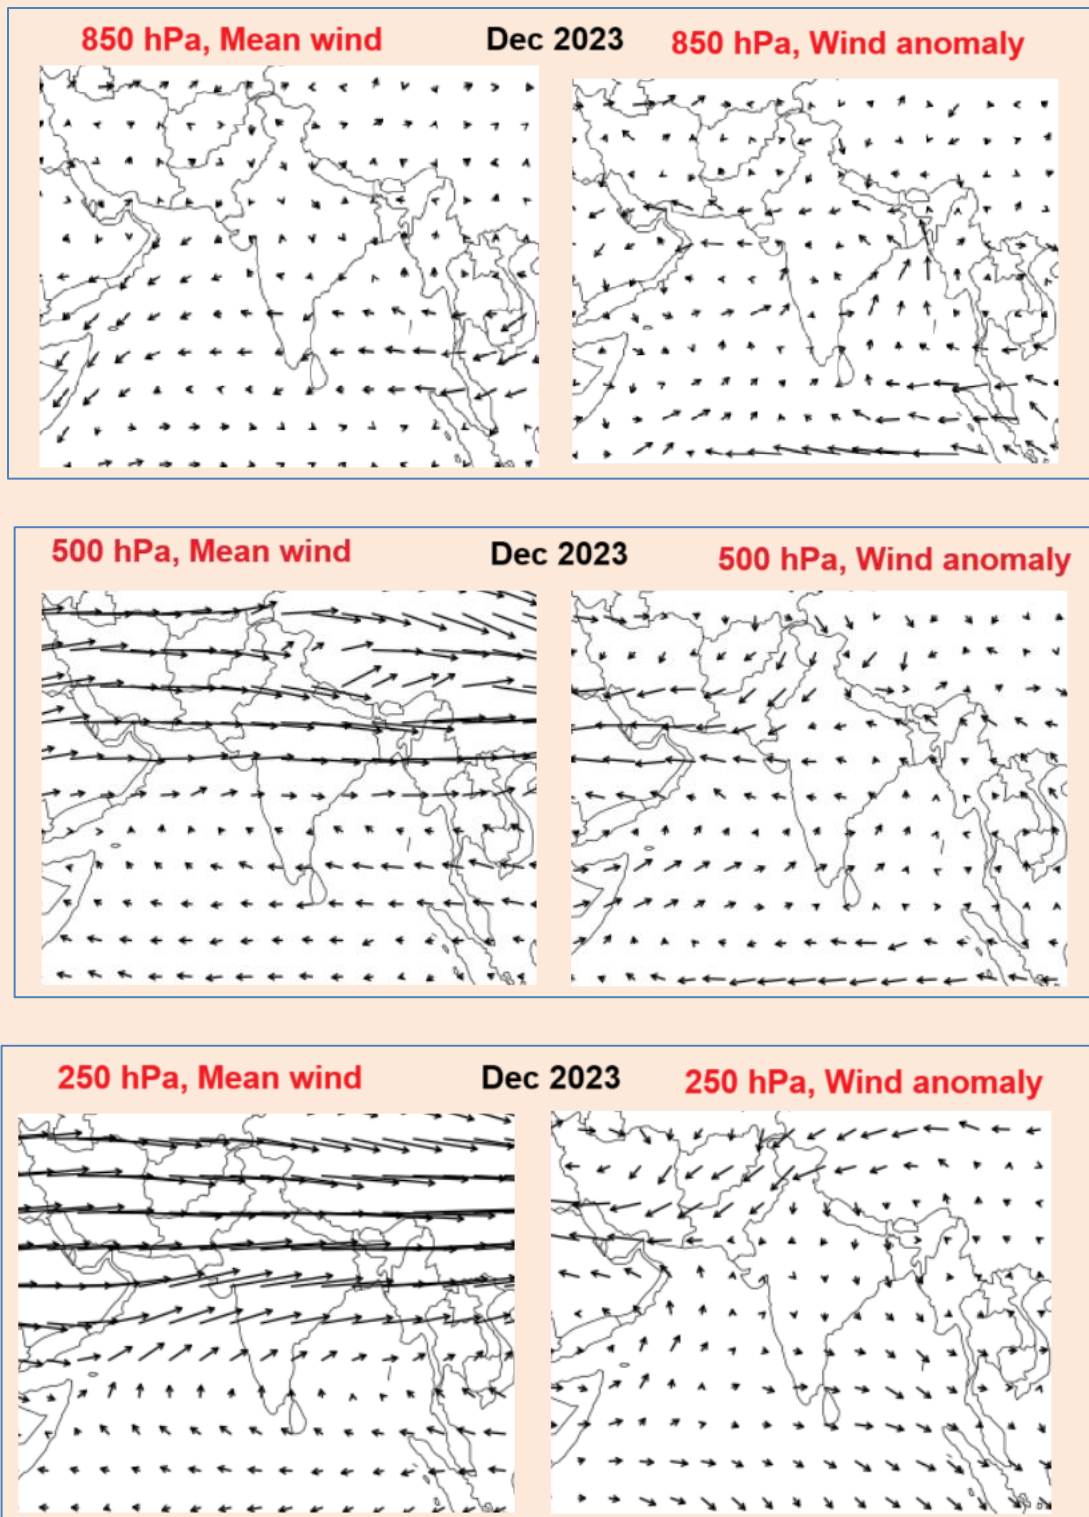 850 hPa, Mean wind Dec 2023 850 hPa, Wind anomaly
500 hPa, Mean wind Dec 2023 500 hPa, Wind anomaly
250 hPa, Mean wind Dec 2023 250 hPa, Wind anomaly